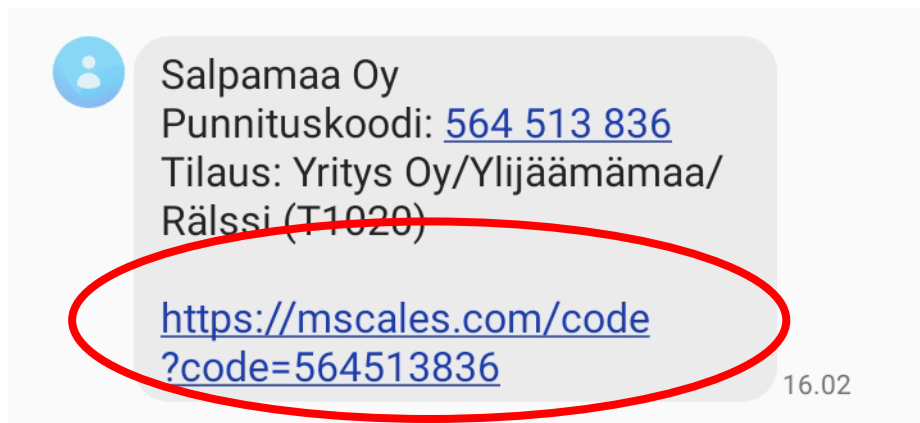 Salpamaa Oy
Punnituskoodi: 564 513 836
Tilaus: Yritys Oy/Ylijäämämaa/
Rälssi (T1020)
https://mscales.com/code
?code=564513836
16.02